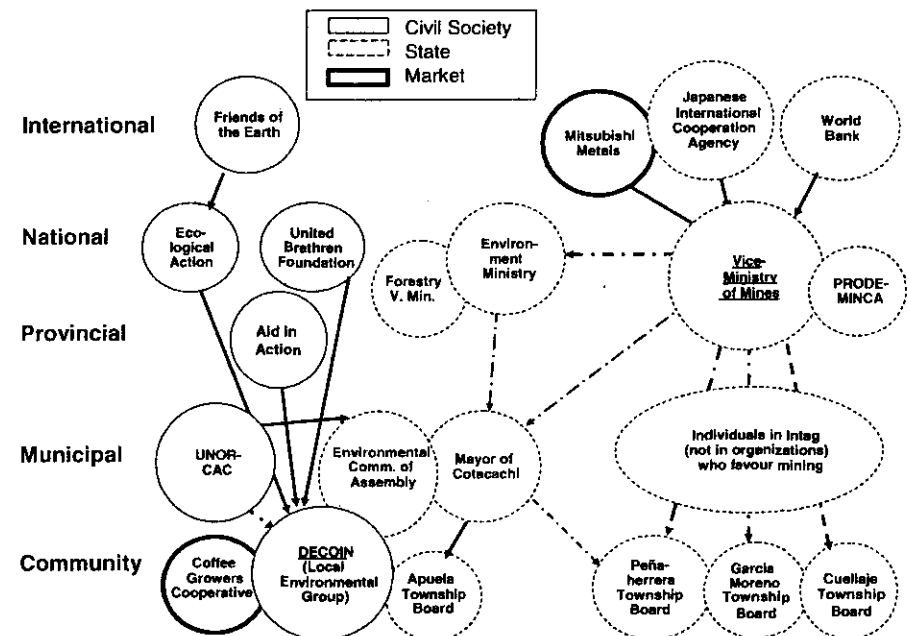 Civil Society
State
Market
International
Friends
of the
Earth
Mitsubishi
Metals
Japanese
International
Cooperation
Agency
World
Bank
National
Eco-
logical
Action
United
Brethren
Foundation
Environ-
ment
Ministry
Forestry
V. Min.
Vice-
Ministry
of Mines
PRODE-
MINCA
Provincial
Aid in
Action
Municipal
UNOR-
CAC
Environmental
Comm. of
Assembly
Mayor of
Cotacachi
Individuals in Intag
(not in organizations)
who favour mining
Community
Coffee
Growers
Cooperative
DECOIN
(Local
Environmental
Group)
Apuela
Township
Board
Peña-
herrera
Township
Board
Garcia
Moreno
Township
Board
Cuellaje
Township
Board